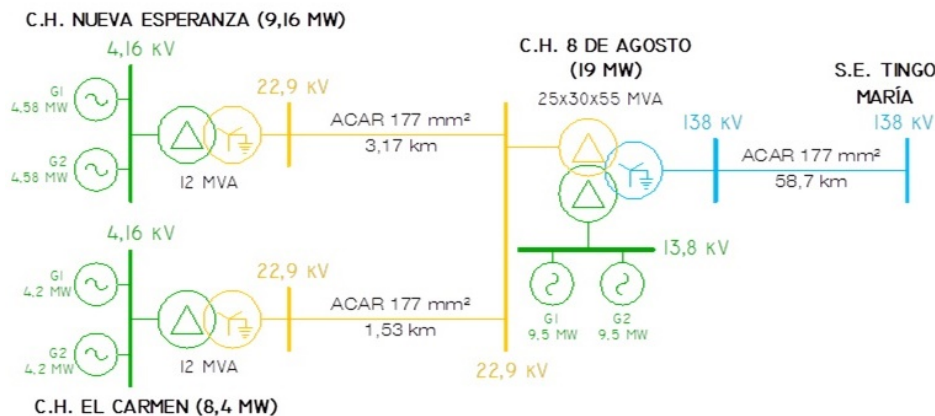 C.H. NUEVA ESPERANZA (9,16 MW)
4,16 KV
G1
4,58 MW
G2
4,58 MW
12 MVA
22,9 KV
ACAR 177 mm²
3,17 km
C.H. 8 DE AGOSTO
(19 MW)
25x30x55 MVA
138 KV
ACAR 177 mm²
58,7 km
S.E. TINGO
MARÍA
138 KV
13,8 KV
G1
9,5 MW
G2
9,5 MW
4,16 KV
G1
4,2 MW
G2
4,2 MW
12 MVA
22,9 KV
ACAR 177 mm²
1,53 km
22,9 KV
C.H. EL CARMEN (8,4 MW)